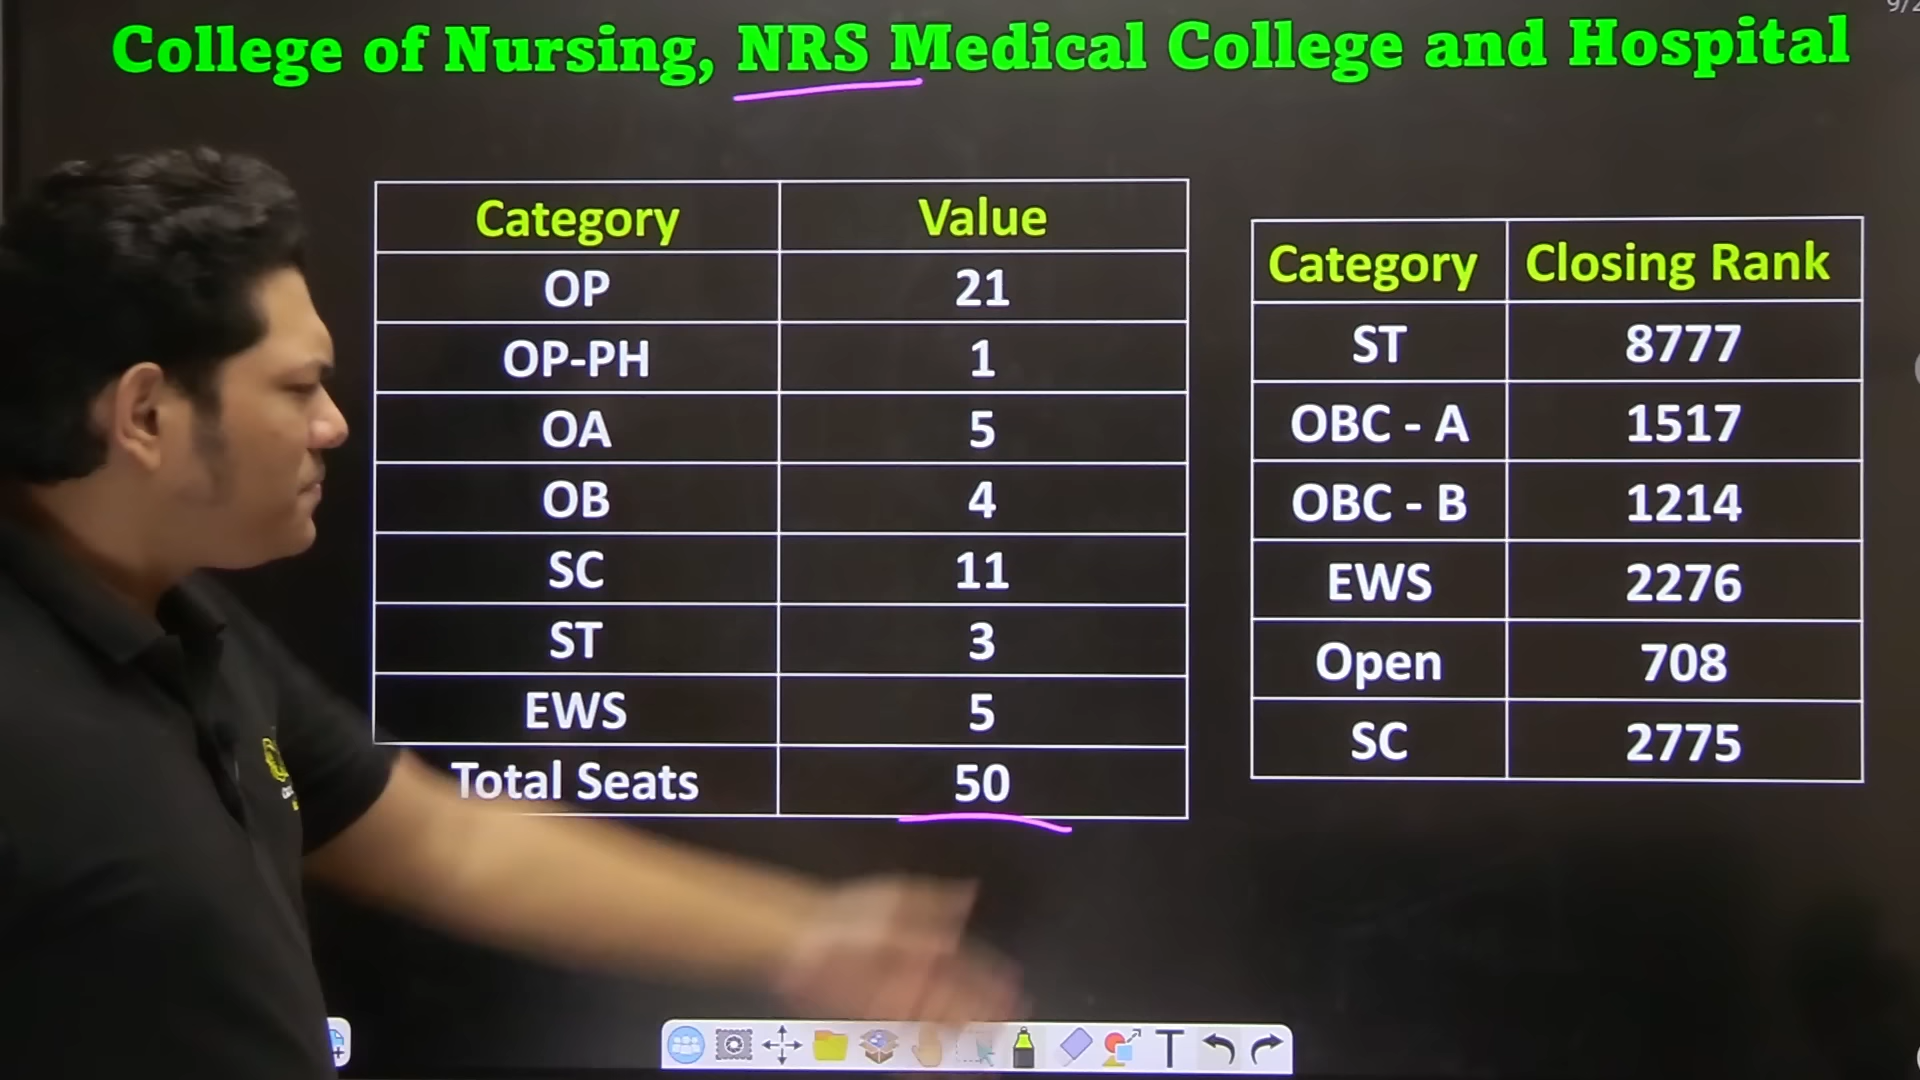 College of Nursing, NRS Medical College and Hospital
Category Value
OP 21
OP-PH 1
OA 5
OB 4
SC 11
ST 3
EWS 5
Total Seats 50
Category Closing Rank
ST 8777
OBC - A 1517
OBC - B 1214
EWS 2276
Open 708
SC 2775
T